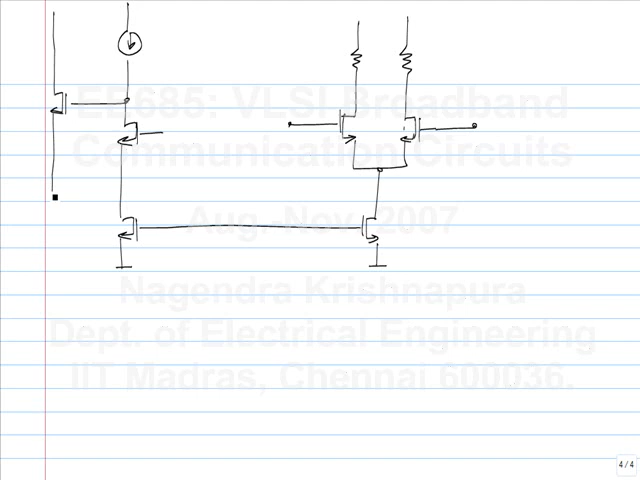 EE685: VLSI Broadband
Communication Circuits
Aug.-Nov. 2007
Nagendra Krishnapura
Dept. of Electrical Engineering
IIT Madras, Chennai 600036.
4/4